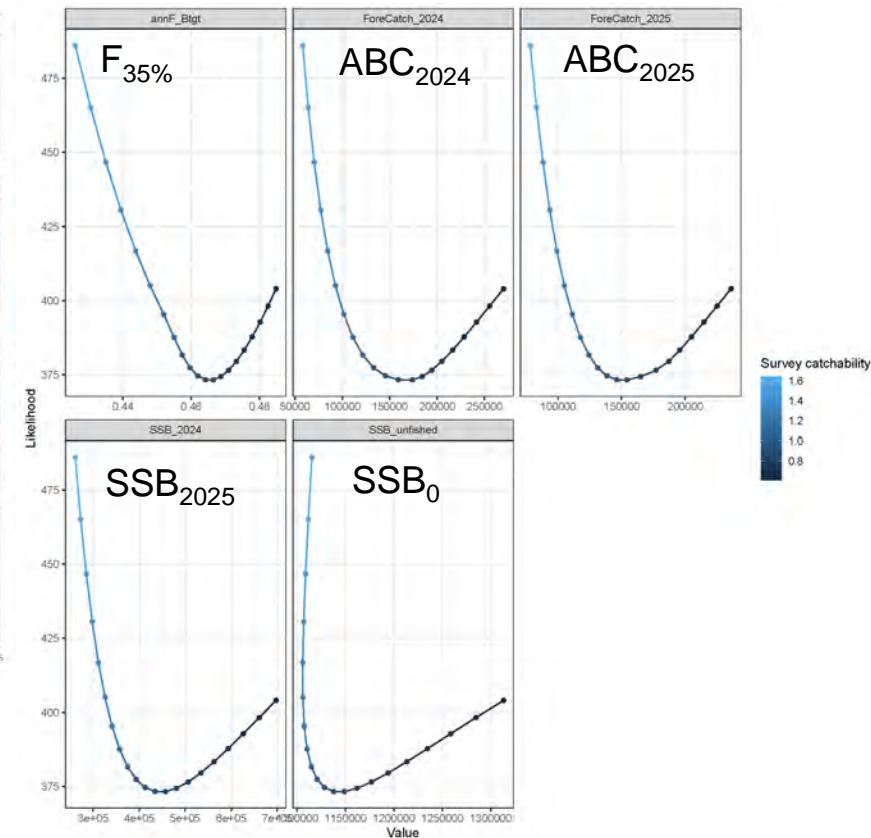 annF_Btgt
ForeCatch_2024
ForeCatch_2025
F35%
ABC2024
ABC2025
475
450
425
400
375
0.44 0.46 0.48
50000 100000 150000 200000 250000
100000 150000 200000
Likelihood
SSB_2024
SSB_unfished
SSB2025
SSB0
475
450
425
400
375
3e+05 4e+05 5e+05 6e+05
1150000 1200000 1250000 1300000
Value
Survey catchability
1.6
1.4
1.2
1.0
0.8